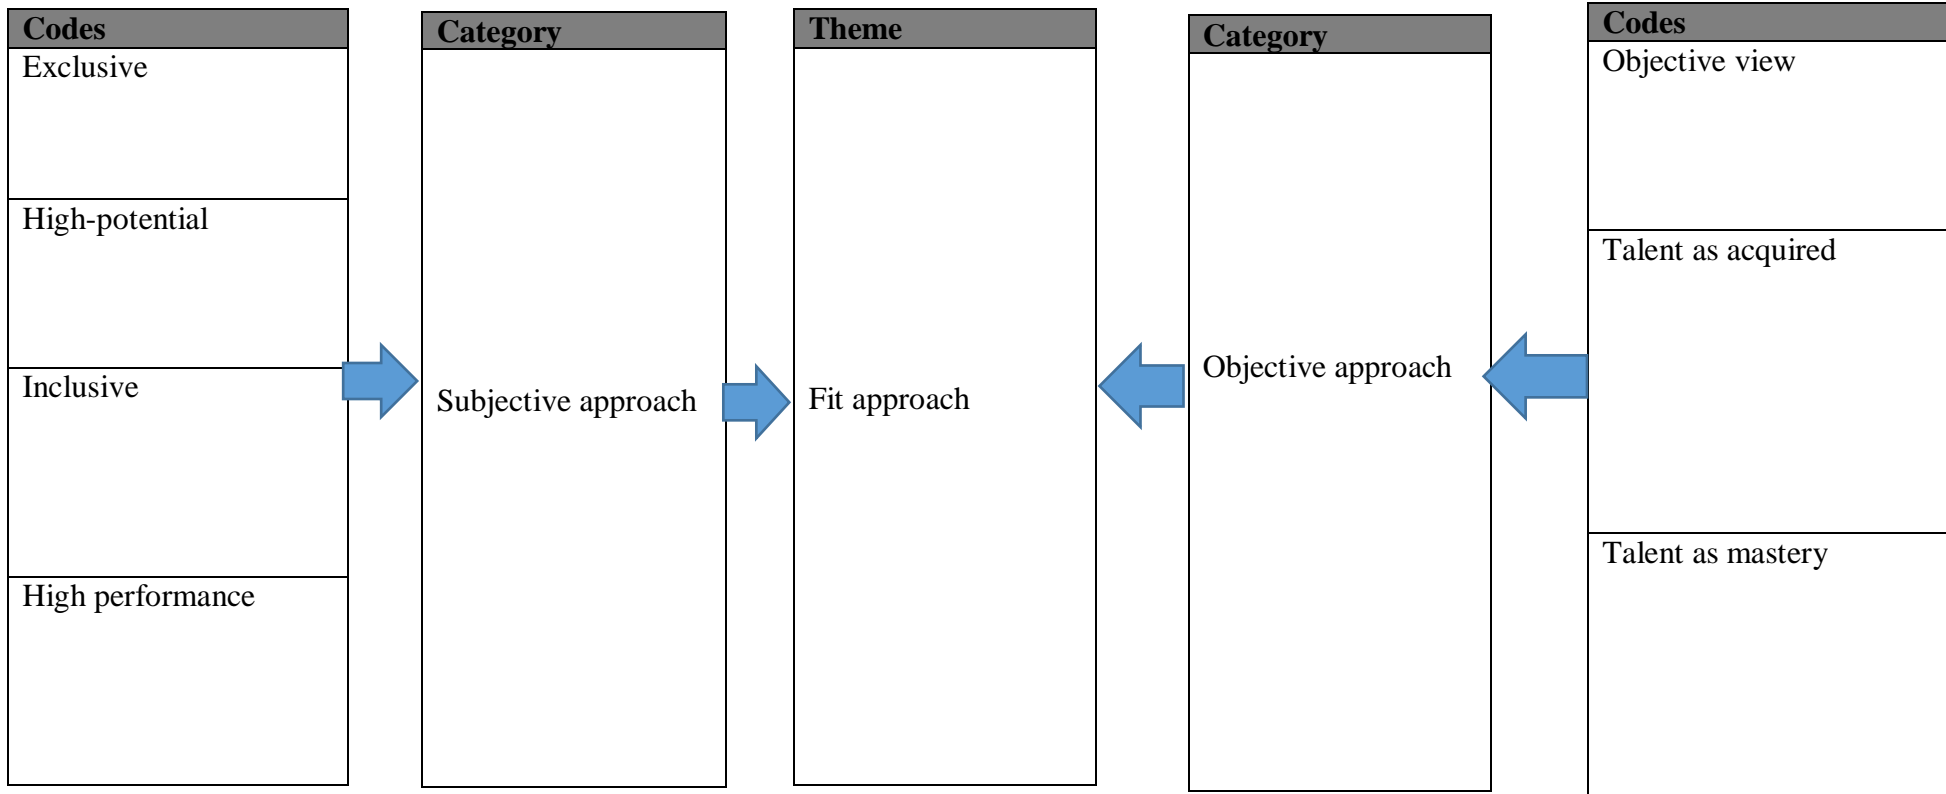 Codes
Exclusive
High-potential
Inclusive
High performance
Category
Subjective approach
Theme
Fit approach
Category
Objective approach
Codes
Objective view
Talent as acquired
Talent as mastery